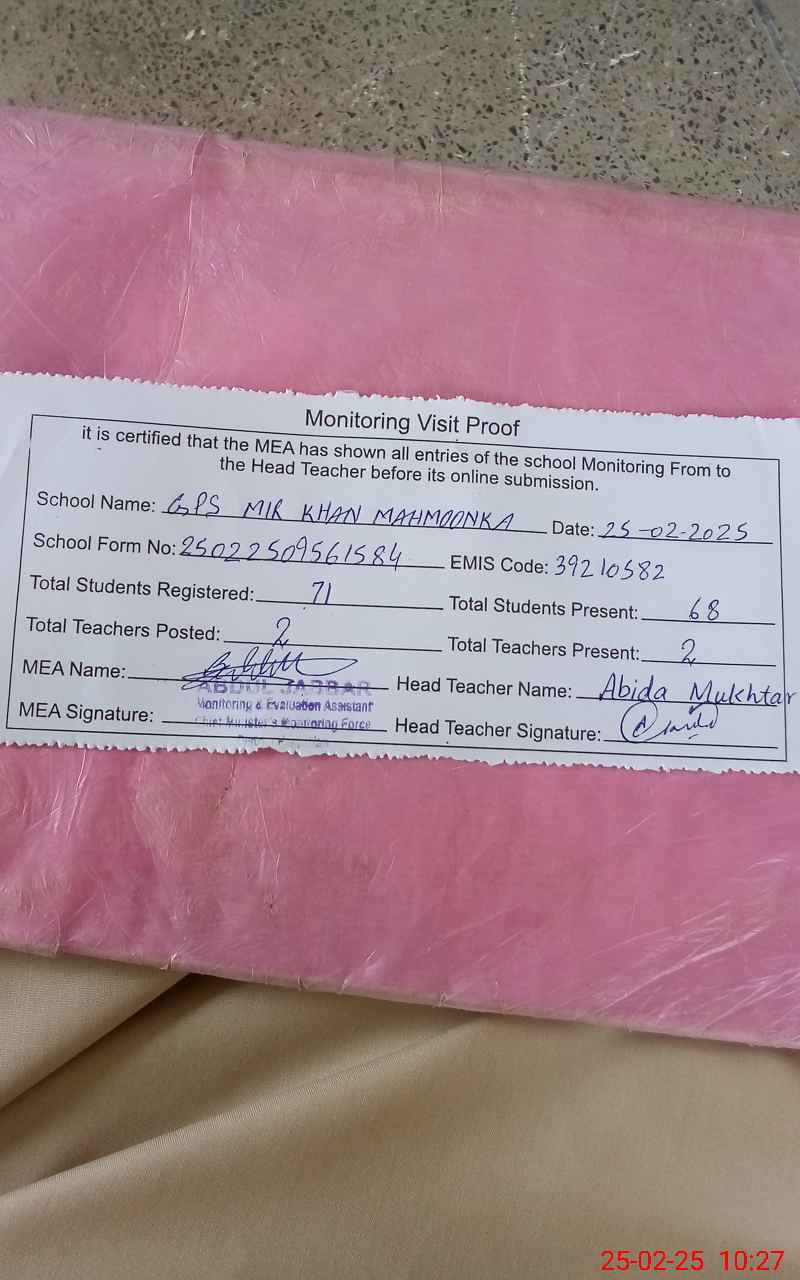 Monitoring Visit Proof
it is certified that the MEA has shown all entries of the school Monitoring From to
the Head Teacher before its online submission.
School Name: GPS MIR KHAN MAHMOONKA Date: 25-02-2025
School Form No: 25022509561584 EMIS Code: 39210582
Total Students Registered: 71 Total Students Present: 68
Total Teachers Posted: 2 Total Teachers Present: 2
MEA Name: Head Teacher Name: Abida Mukhtar
ABDUL JABBAR
Monitoring & Evaluation Assistant
MEA Signature: Chief Minister's Monitoring Force Head Teacher Signature:
25-02-25 10:27